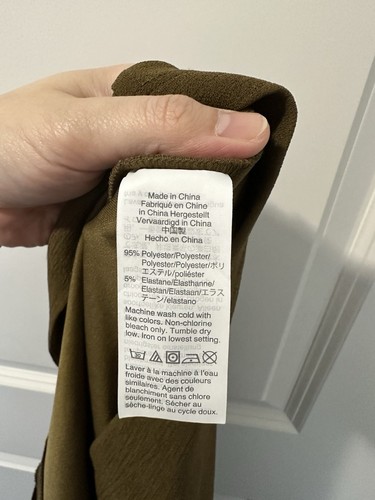 Made in China
Fabriqué en Chine
in China Hergestellt
Vervaardigd in China
中国製
Hecho en China
95% Polyester/Polyester/
Polyester/Polyester/ポリ
エステル/poliéster
5% Elastane/Élasthanne/
Elastan/Elastaan/エラス
テーン/elastano
Machine wash cold with
like colors. Non-chlorine
bleach only. Tumble dry
low. Iron on lowest setting.
Laver à la machine à l'eau
froide avec des couleurs
similaires. Agent de
blanchiment sans chlore
seulement. Sécher au
sèche-linge au cycle doux.